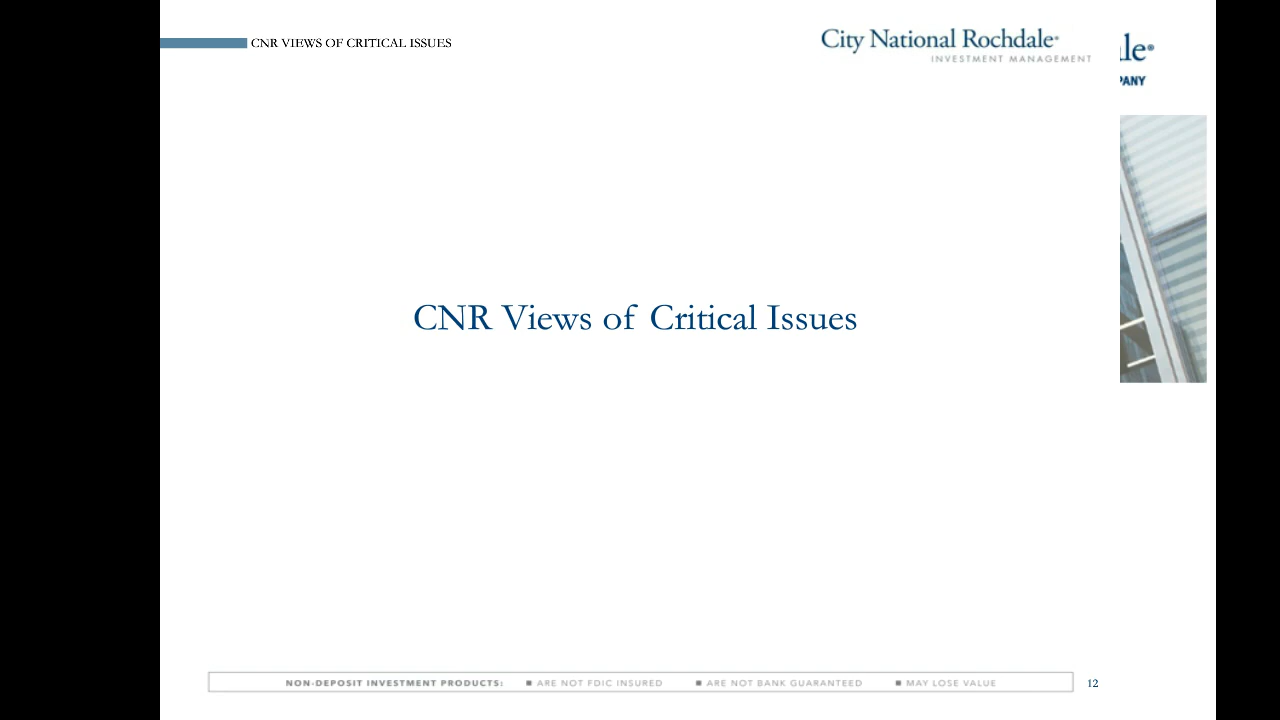 CNR VIEWS OF CRITICAL ISSUES
City National Rochdale®
INVESTMENT MANAGEMENT
le®
PANY
CNR Views of Critical Issues
NON-DEPOSIT INVESTMENT PRODUCTS: ■ ARE NOT FDIC INSURED ■ ARE NOT BANK GUARANTEED ■ MAY LOSE VALUE
12